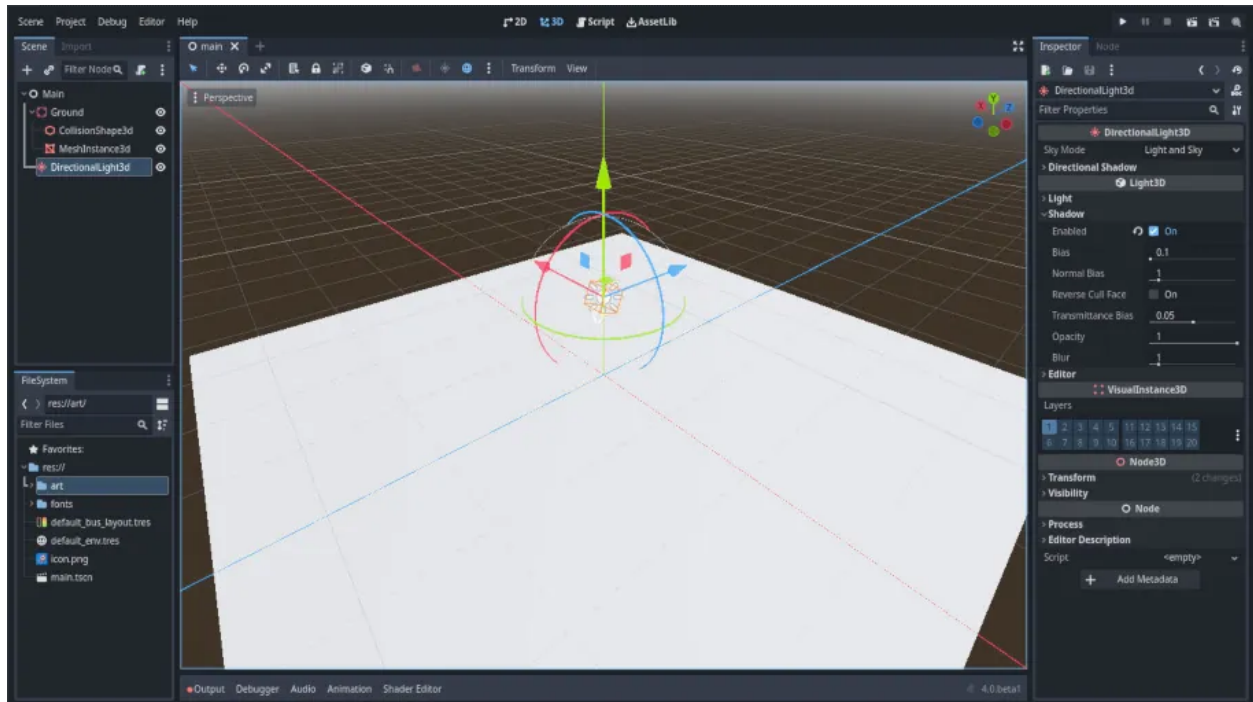 Scene Project Debug Editor Help
2D 3D Script AssetLib
Scene Import
Filter Node
Main
Ground
CollisionShape3d
MeshInstance3d
DirectionalLight3d
FileSystem
res://art/
Filter Files
Favorites:
res://
art
fonts
default_bus_layout.tres
default_env.tres
icon.png
main.tscn
main
Transform View
Perspective
Y
X
Z
Output Debugger Audio Animation Shader Editor
4.0.beta1
Inspector Node
DirectionalLight3d
Filter Properties
DirectionalLight3D
Sky Mode Light and Sky
Directional Shadow
Light3D
Light
Shadow
Enabled On
Bias 0.1
Normal Bias 1
Reverse Cull Face On
Transmittance Bias 0.05
Opacity 1
Blur 1
Editor
VisualInstance3D
Layers
1 2 3 4 5 11 12 13 14 15
6 7 8 9 10 16 17 18 19 20
Node3D
Transform (2 changes)
Visibility
Node
Process
Editor Description
Script <empty>
Add Metadata